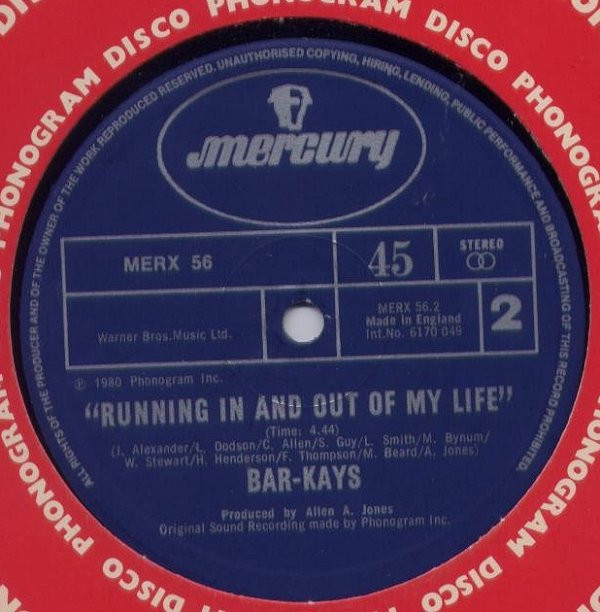 DISCO PHONOGRAM DISCO PHONOGRAM DISCO PHONOGRAM DISCO PHONOGRAM DISCO PHONOGRAM
ALL RIGHTS OF THE PRODUCER AND OF THE OWNER OF THE WORK REPRODUCED RESERVED. UNAUTHORISED COPYING, HIRING, LENDING, PUBLIC PERFORMANCE AND BROADCASTING OF THIS RECORD PROHIBITED.
mercury
MERX 56
45
STEREO
Warner Bros. Music Ltd.
MERX 56.2
Made in England
Int. No. 6170 049
2
℗ 1980 Phonogram Inc.
"RUNNING IN AND OUT OF MY LIFE"
(Time: 4.44)
(J. Alexander/L. Dodson/C. Allen/S. Guy/L. Smith/M. Bynum/
W. Stewart/H. Henderson/F. Thompson/M. Beard/A. Jones)
BAR-KAYS
Produced by Allen A. Jones
Original Sound Recording made by Phonogram Inc.